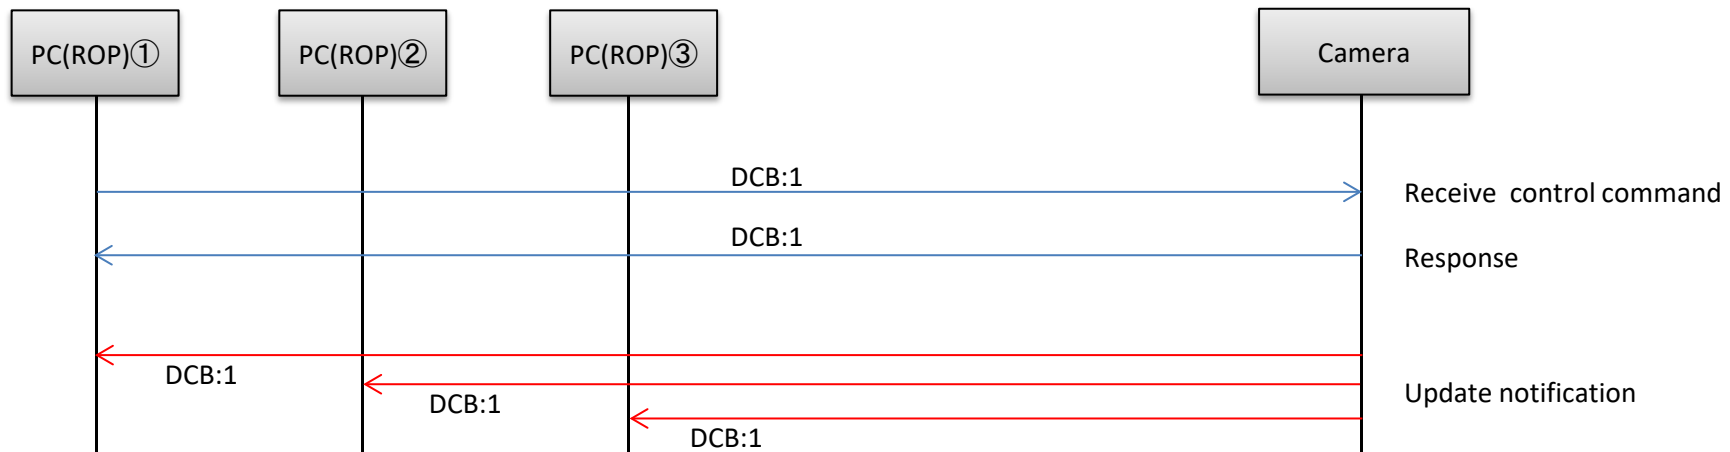 PC(ROP)①
PC(ROP)②
PC(ROP)③
Camera
DCB:1
Receive control command
DCB:1
Response
DCB:1
DCB:1
Update notification
DCB:1